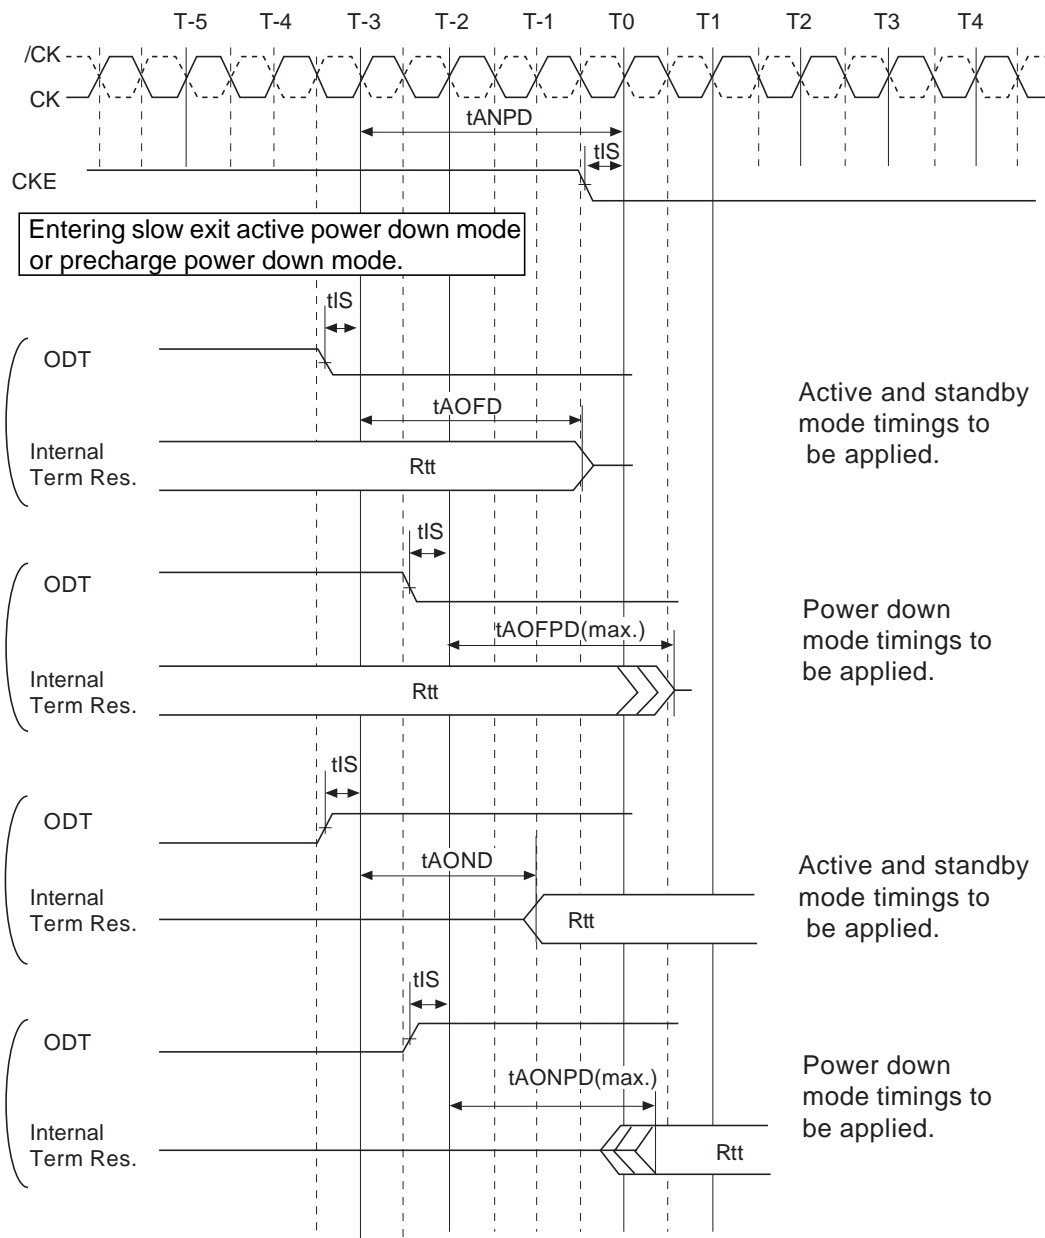 T-5 T-4 T-3 T-2 T-1 T0 T1 T2 T3 T4
/CK
CK
tANPD
tIS
CKE
Entering slow exit active power down mode
or precharge power down mode.
tIS
ODT
tAOFD
Internal
Term Res.
Rtt
Active and standby
mode timings to
be applied.
tIS
ODT
tAOFPD(max.)
Internal
Term Res.
Rtt
Power down
mode timings to
be applied.
tIS
ODT
tAOND
Internal
Term Res.
Rtt
Active and standby
mode timings to
be applied.
tIS
ODT
tAONPD(max.)
Internal
Term Res.
Rtt
Power down
mode timings to
be applied.